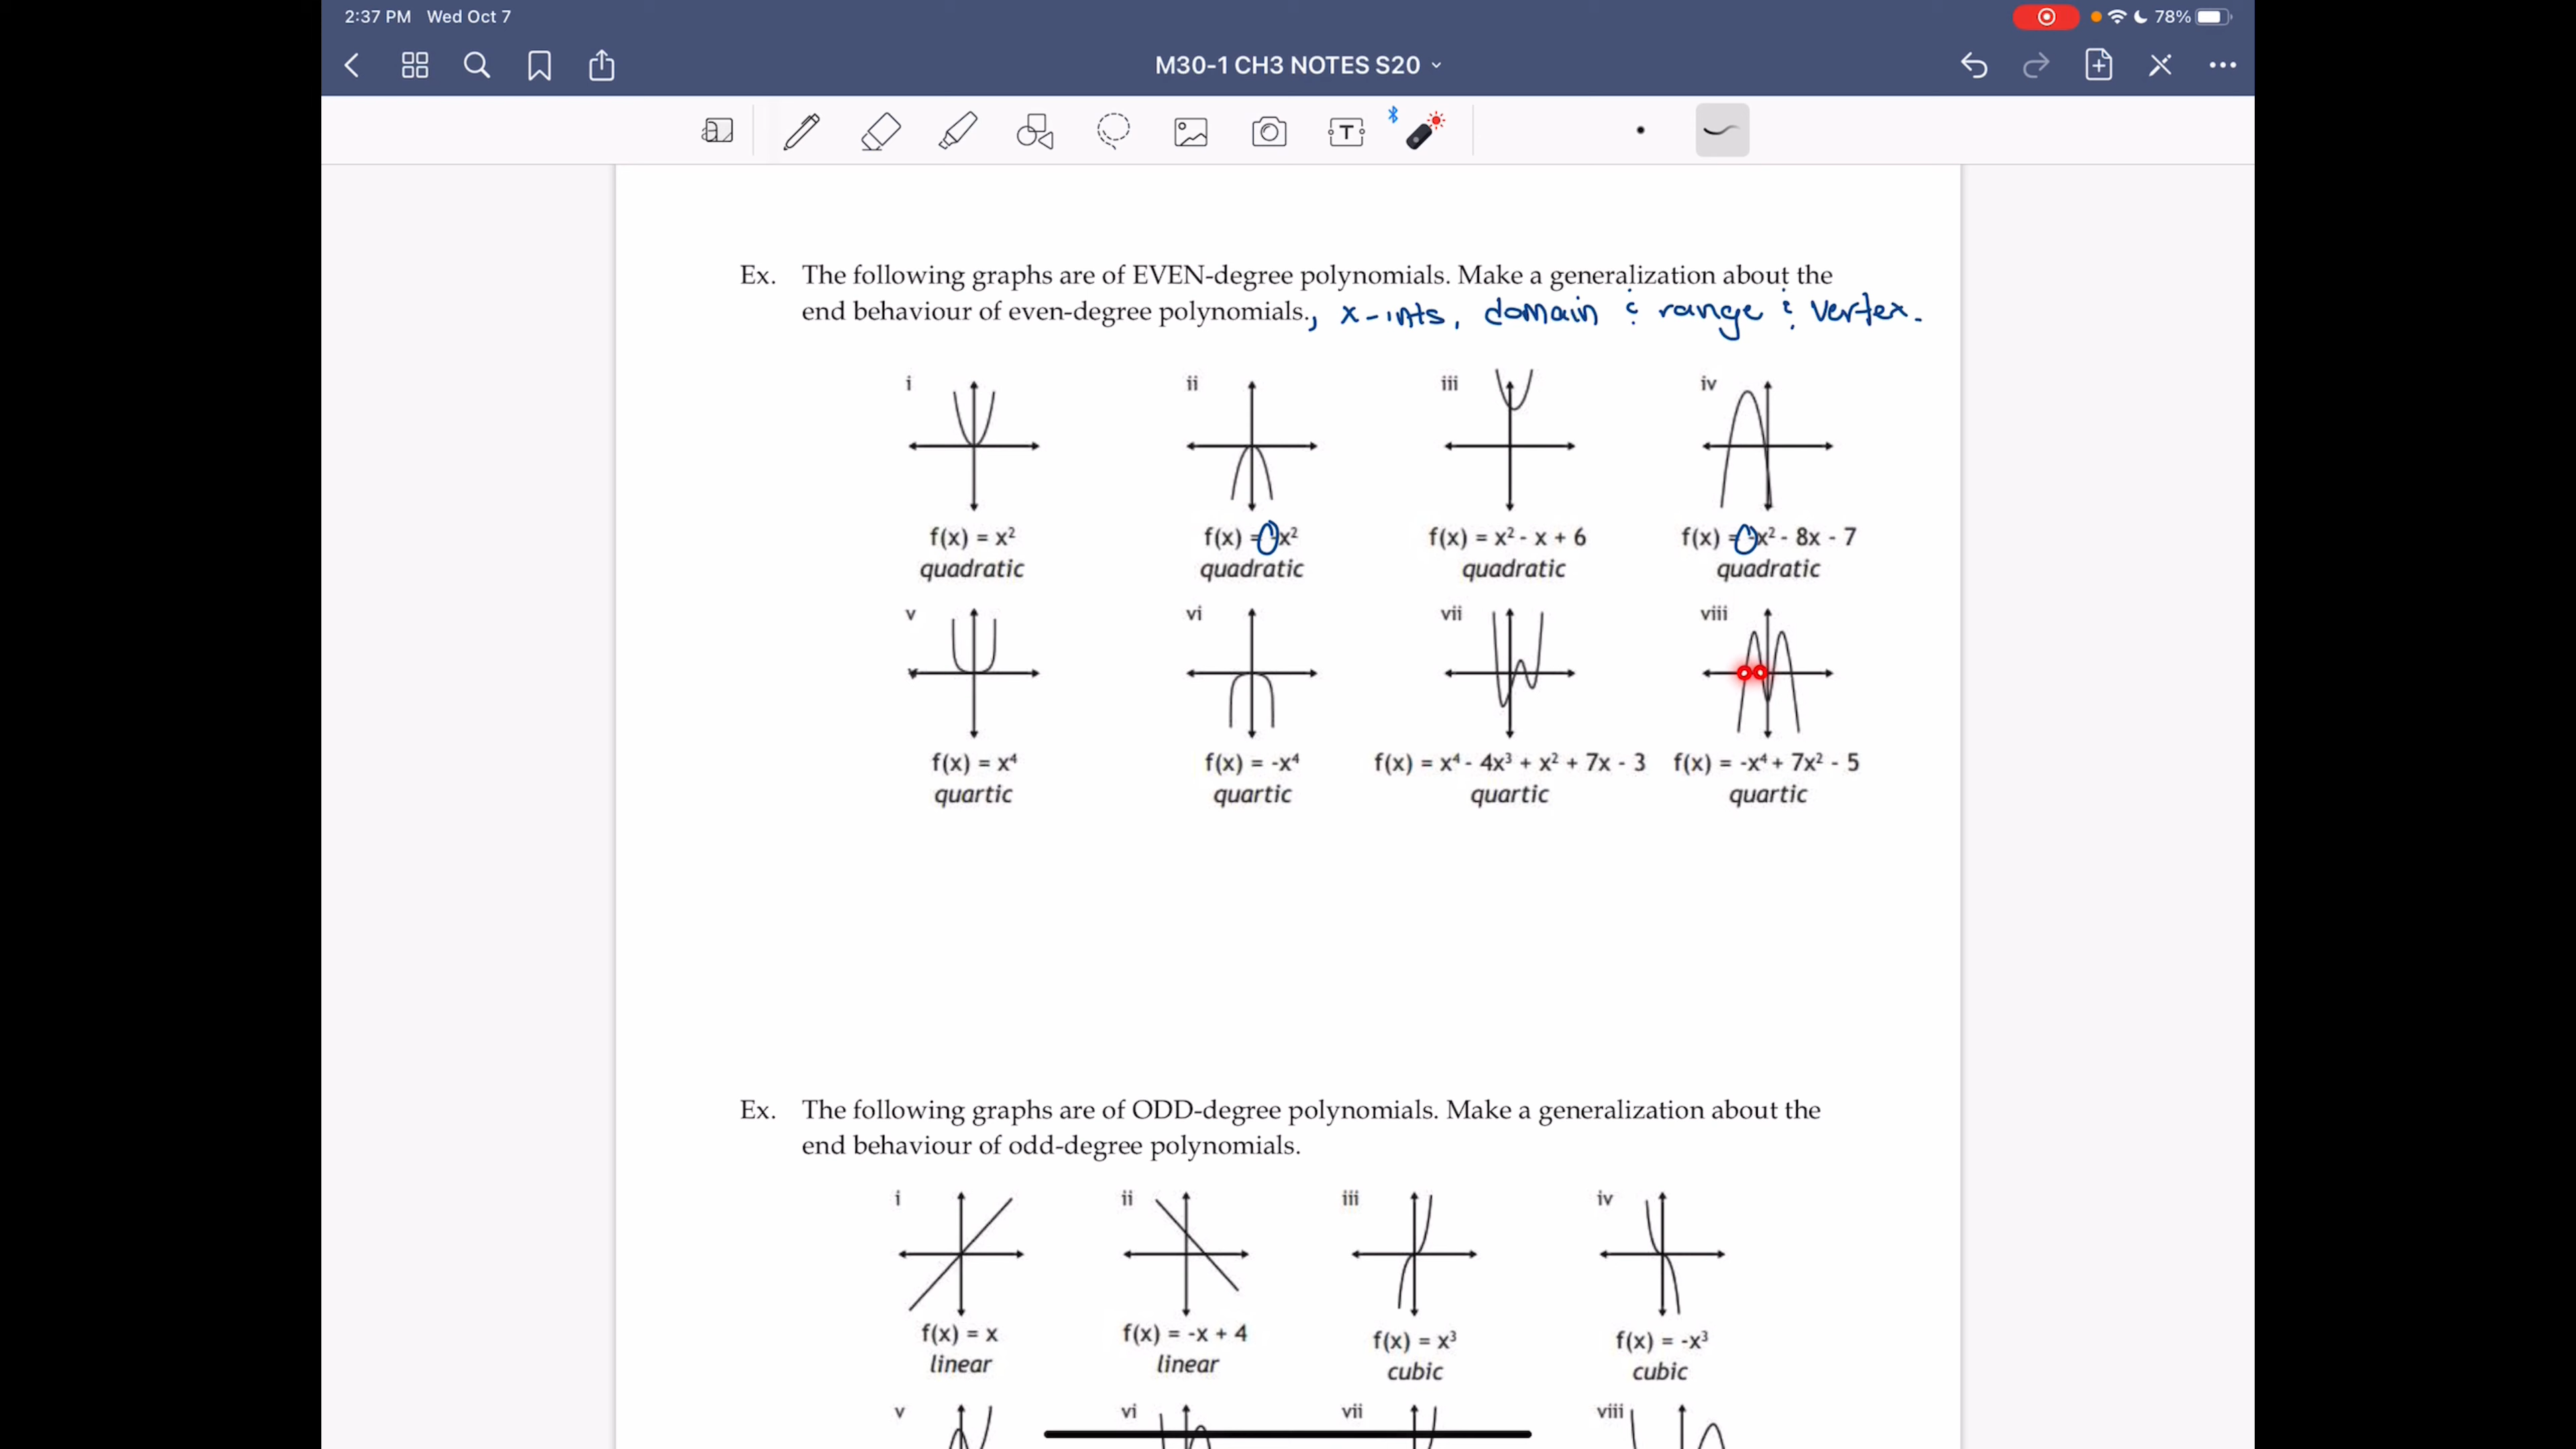 2:37 PM Wed Oct 7 78%
M30-1 CH3 NOTES S20
T
Ex. The following graphs are of EVEN-degree polynomials. Make a generalization about the
end behaviour of even-degree polynomials., x-ints, domain & range & vertex.
i ii iii iv
f(x) = x² f(x) = -x² f(x) = x² - x + 6 f(x) = -x² - 8x - 7
quadratic quadratic quadratic quadratic
v vi vii viii
f(x) = x⁴ f(x) = -x⁴ f(x) = x⁴ - 4x³ + x² + 7x - 3 f(x) = -x⁴ + 7x² - 5
quartic quartic quartic quartic
Ex. The following graphs are of ODD-degree polynomials. Make a generalization about the
end behaviour of odd-degree polynomials.
i ii iii iv
f(x) = x f(x) = -x + 4 f(x) = x³ f(x) = -x³
linear linear cubic cubic
v vi vii viii